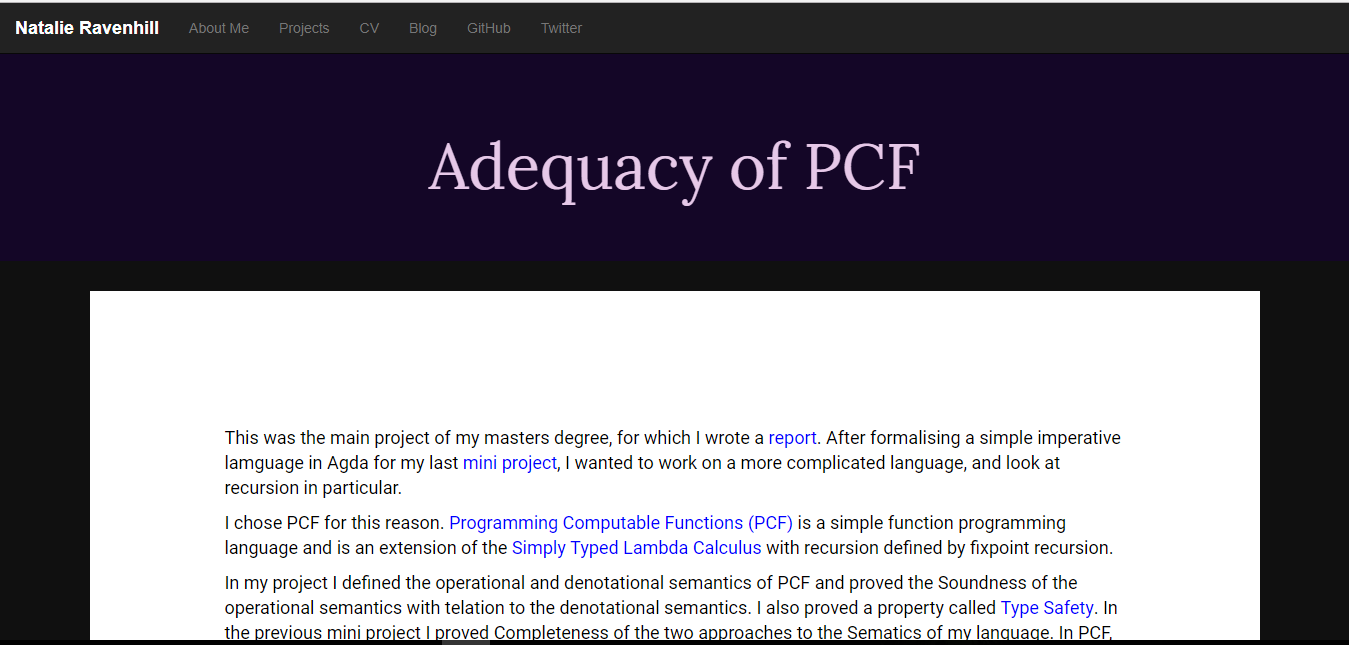 Natalie Ravenhill About Me Projects CV Blog GitHub Twitter
Adequacy of PCF
This was the main project of my masters degree, for which I wrote a report. After formalising a simple imperative
lamguage in Agda for my last mini project, I wanted to work on a more complicated language, and look at
recursion in particular.
I chose PCF for this reason. Programming Computable Functions (PCF) is a simple function programming
language and is an extension of the Simply Typed Lambda Calculus with recursion defined by fixpoint recursion.
In my project I defined the operational and denotational semantics of PCF and proved the Soundness of the
operational semantics with telation to the denotational semantics. I also proved a property called Type Safety. In
the previous mini project I proved Completeness of the two approaches to the Sematics of my language. In PCF,